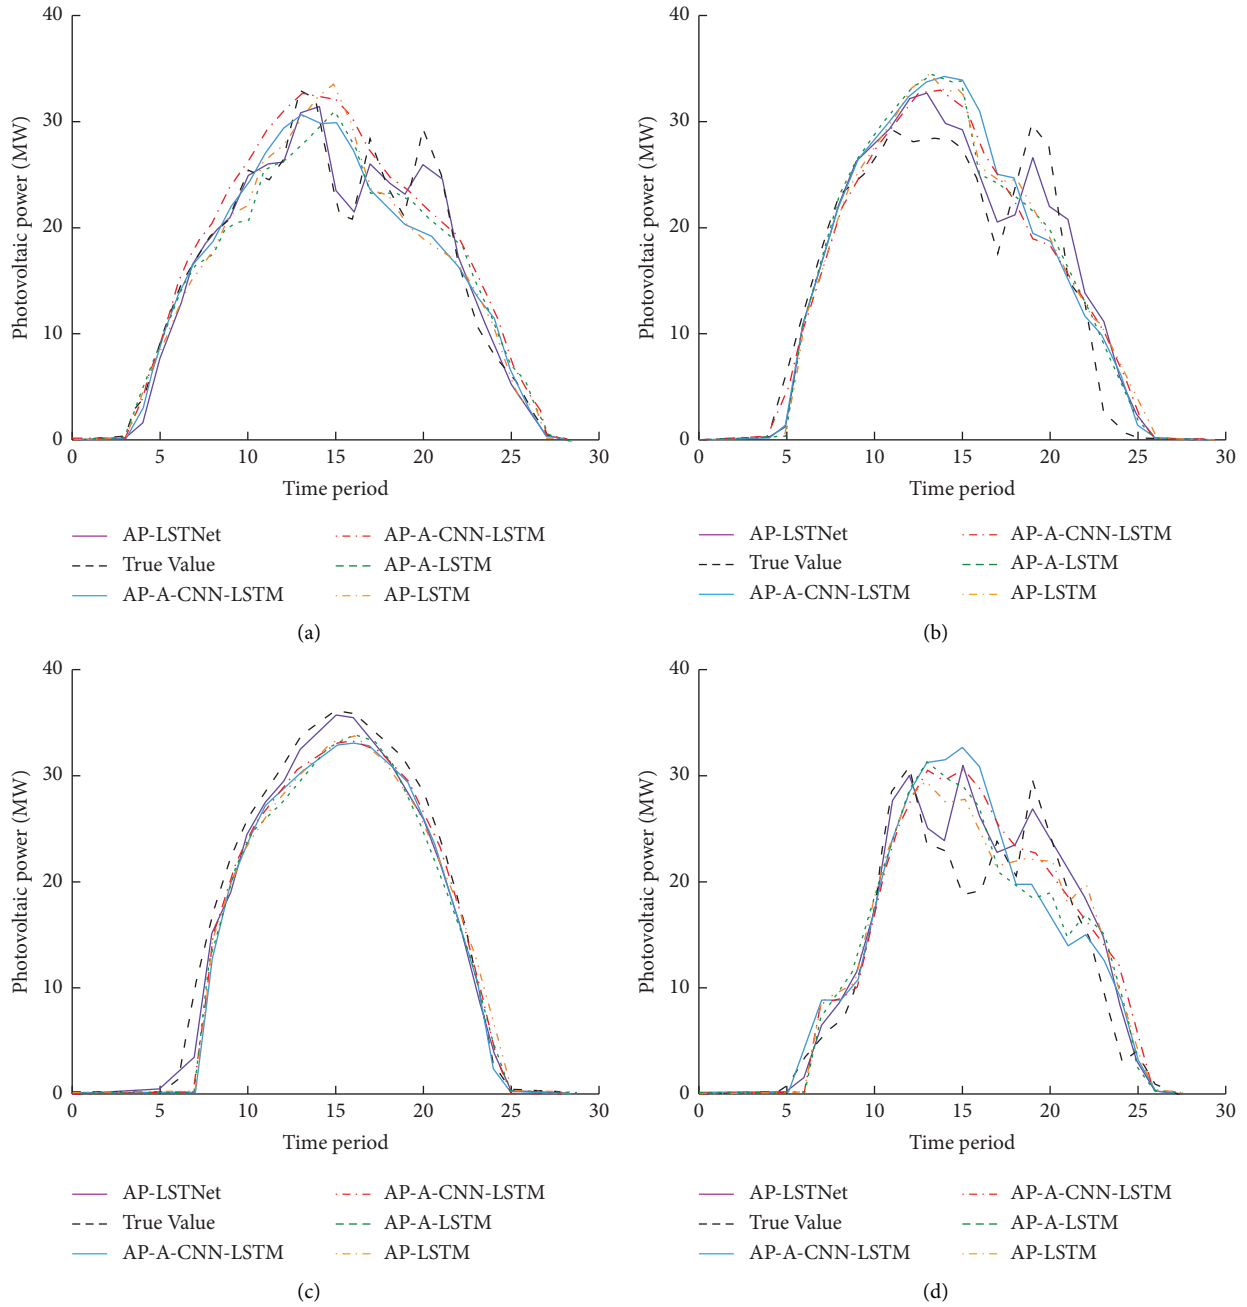 40
30
20
10
0
Photovoltaic power (MW)
0 5 10 15 20 25 30
Time period
AP-LSTNet
True Value
AP-A-CNN-LSTM
AP-A-CNN-LSTM
AP-A-LSTM
AP-LSTM
(a)
40
30
20
10
0
Photovoltaic power (MW)
0 5 10 15 20 25 30
Time period
AP-LSTNet
True Value
AP-A-CNN-LSTM
AP-A-CNN-LSTM
AP-A-LSTM
AP-LSTM
(b)
40
30
20
10
0
Photovoltaic power (MW)
0 5 10 15 20 25 30
Time period
AP-LSTNet
True Value
AP-A-CNN-LSTM
AP-A-CNN-LSTM
AP-A-LSTM
AP-LSTM
(c)
40
30
20
10
0
Photovoltaic power (MW)
0 5 10 15 20 25 30
Time period
AP-LSTNet
True Value
AP-A-CNN-LSTM
AP-A-CNN-LSTM
AP-A-LSTM
AP-LSTM
(d)